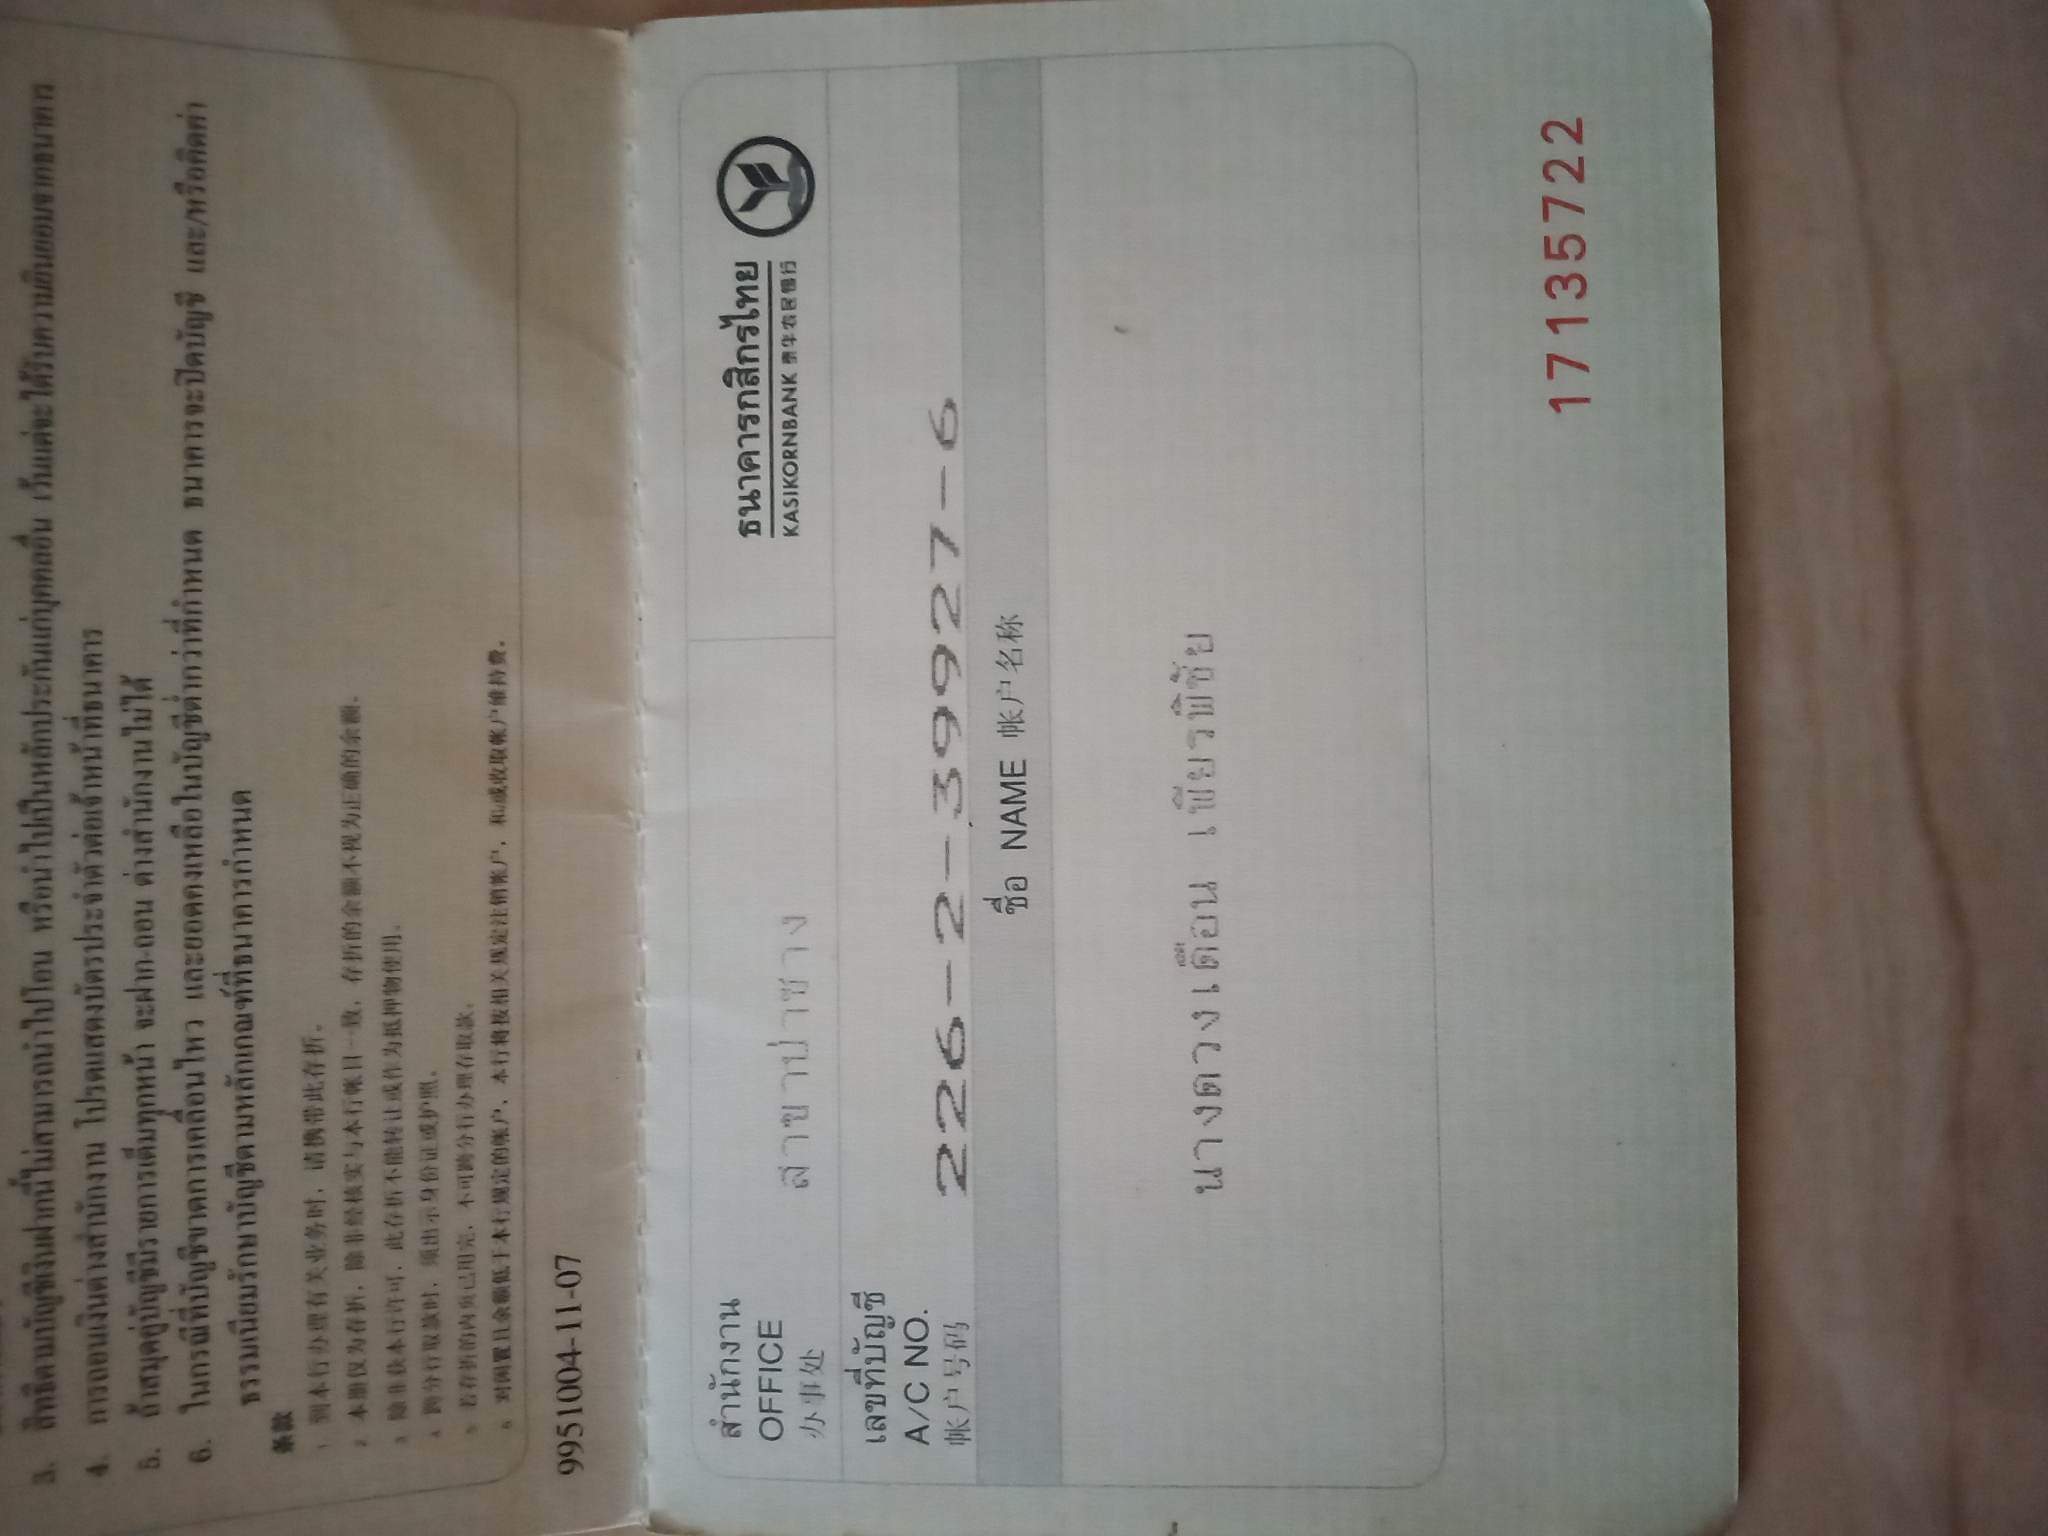 3. สิทธิตามบัญชีเงินฝากนี้ไม่สามารถนำไปโอน หรือนำไปเป็นหลักประกันแก่บุคคลอื่น เว้นแต่จะได้รับความยินยอมจากธนาคาร
4. การถอนเงินต่างสำนักงาน โปรดแสดงบัตรประจำตัวต่อเจ้าหน้าที่ธนาคาร
5. ถ้าสมุดคู่บัญชีมีรายการเต็มทุกหน้า จะฝาก-ถอน ต่างสำนักงานไม่ได้
6. ในกรณีที่บัญชีขาดการเคลื่อนไหว และยอดคงเหลือในบัญชีต่ำกว่าที่กำหนด ธนาคารจะปิดบัญชี และ/หรือคิดค่า
ธรรมเนียมรักษาบัญชีตามหลักเกณฑ์ที่ธนาคารกำหนด
条款
1 到本行办理有关业务时，请携带此存折。
2 本册仅为存折，除非经核实与本行帐目一致，存折的余额不视为正确的余额。
3 除非获本行许可，此存折不能转让或作为抵押物使用。
4 跨分行取款时，须出示身份证或护照。
5 若存折的内页已用完，不可跨分行办理存取款。
6 对闲置且余额低于本行规定的帐户，本行将按相关规定注销帐户，和/或收取帐户维持费。
9951004-11-07
ธนาคารกสิกรไทย
KASIKORNBANK 泰华农民银行
สำนักงาน
OFFICE
办事处
สาขาป่าซาง
เลขที่บัญชี
A/C NO.
帐户号码
226-2-39927-6
ชื่อ NAME 帐户名称
นางดวงเดือน เขียวพิชัย
17135722